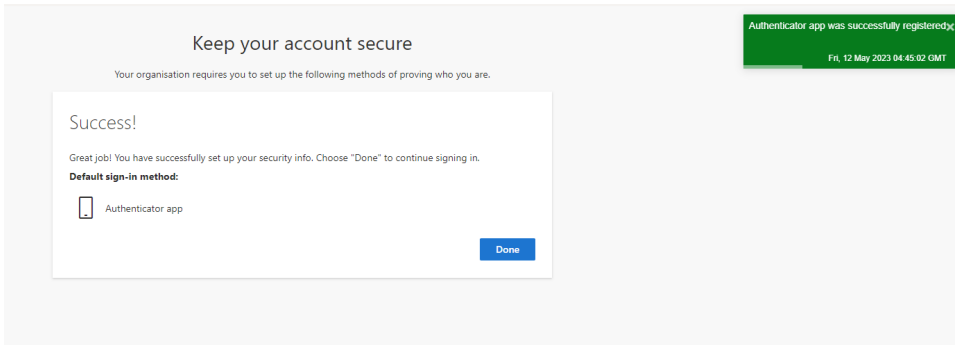 Keep your account secure
Your organisation requires you to set up the following methods of proving who you are.
Success!
Great job! You have successfully set up your security info. Choose "Done" to continue signing in.
Default sign-in method:
Authenticator app
Done
Authenticator app was successfully registered
Fri, 12 May 2023 04:45:02 GMT